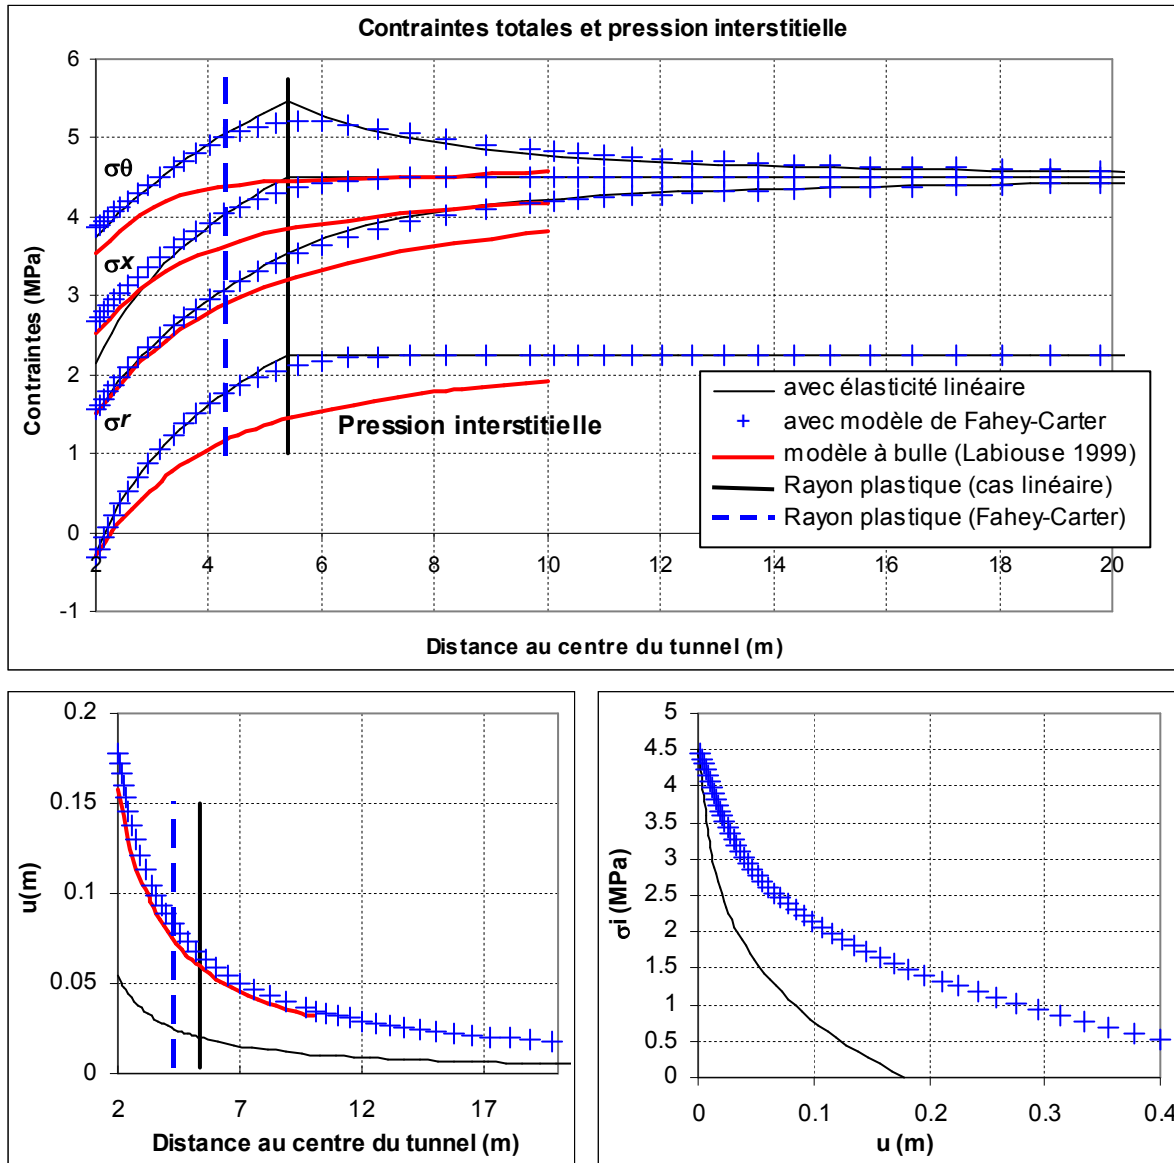 Contraintes totales et pression interstitielle
6
5
4
3
2
1
0
-1
Contraintes (MPa)
σθ
σx
σr
Pression interstitielle
avec élasticité linéaire
avec modèle de Fahey-Carter
modèle à bulle (Labiouse 1999)
Rayon plastique (cas linéaire)
Rayon plastique (Fahey-Carter)
2 4 6 8 10 12 14 16 18 20
Distance au centre du tunnel (m)
0.2
0.15
0.1
0.05
0
u(m)
2 7 12 17
Distance au centre du tunnel (m)
5
4.5
4
3.5
3
2.5
2
1.5
1
0.5
0
σi (MPa)
0 0.1 0.2 0.3 0.4
u (m)